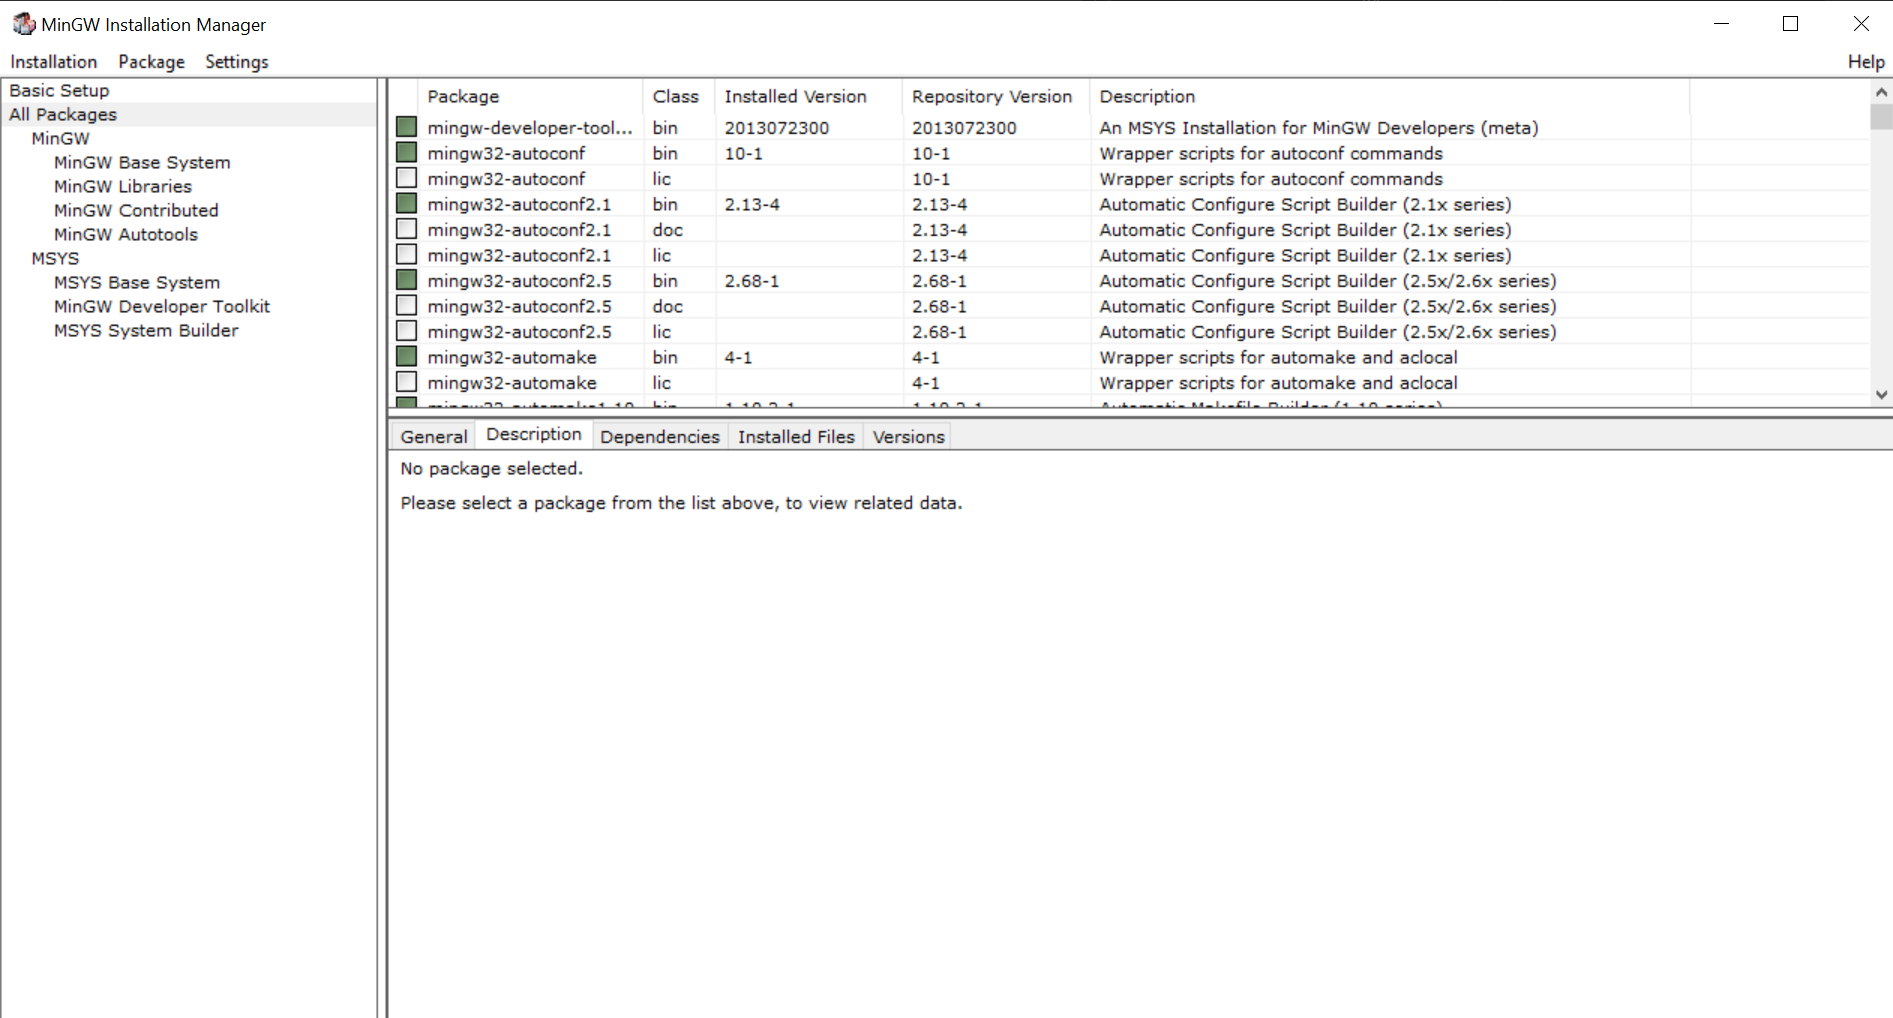 MinGW Installation Manager
Installation Package Settings Help
Basic Setup
All Packages
MinGW
MinGW Base System
MinGW Libraries
MinGW Contributed
MinGW Autotools
MSYS
MSYS Base System
MinGW Developer Toolkit
MSYS System Builder
Package Class Installed Version Repository Version Description
mingw-developer-tool... bin 2013072300 2013072300 An MSYS Installation for MinGW Developers (meta)
mingw32-autoconf bin 10-1 10-1 Wrapper scripts for autoconf commands
mingw32-autoconf lic 10-1 Wrapper scripts for autoconf commands
mingw32-autoconf2.1 bin 2.13-4 2.13-4 Automatic Configure Script Builder (2.1x series)
mingw32-autoconf2.1 doc 2.13-4 Automatic Configure Script Builder (2.1x series)
mingw32-autoconf2.1 lic 2.13-4 Automatic Configure Script Builder (2.1x series)
mingw32-autoconf2.5 bin 2.68-1 2.68-1 Automatic Configure Script Builder (2.5x/2.6x series)
mingw32-autoconf2.5 doc 2.68-1 Automatic Configure Script Builder (2.5x/2.6x series)
mingw32-autoconf2.5 lic 2.68-1 Automatic Configure Script Builder (2.5x/2.6x series)
mingw32-automake bin 4-1 4-1 Wrapper scripts for automake and aclocal
mingw32-automake lic 4-1 Wrapper scripts for automake and aclocal
General Description Dependencies Installed Files Versions
No package selected.
Please select a package from the list above, to view related data.